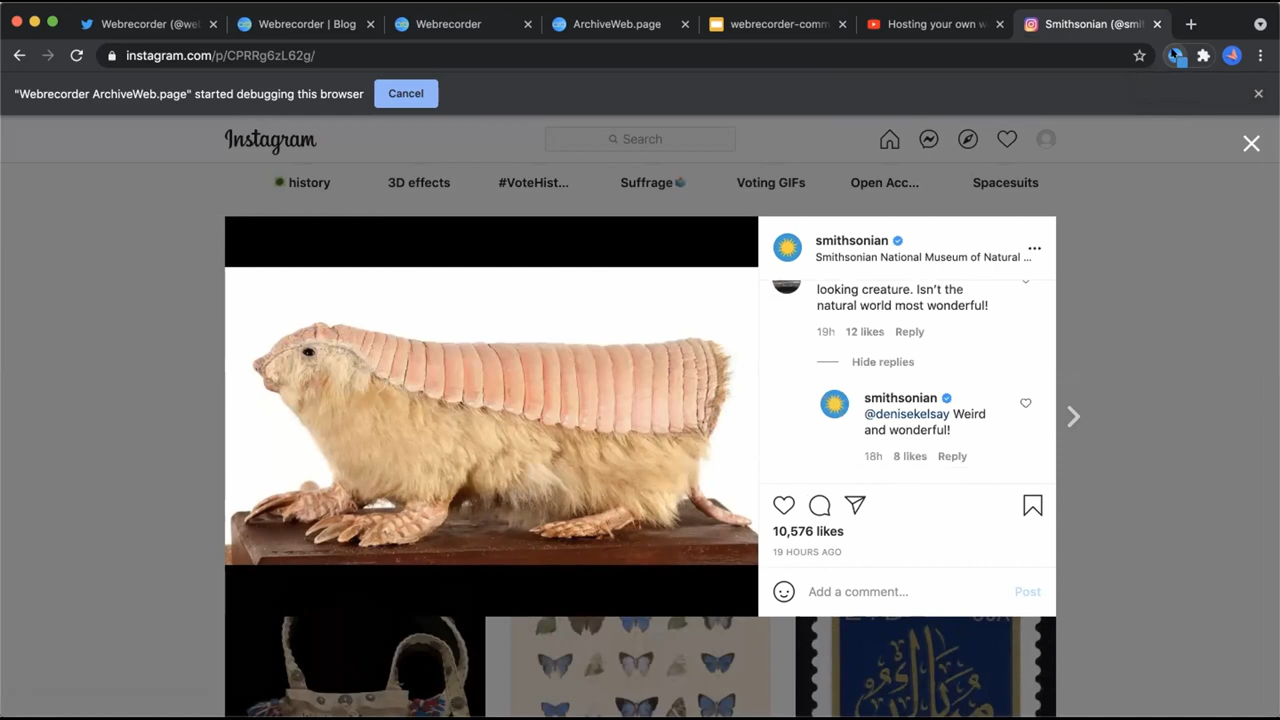 Webrecorder (@wel
Webrecorder | Blog
Webrecorder
ArchiveWeb.page
webrecorder-comm
Hosting your own w
Smithsonian (@smit
instagram.com/p/CPRRg6zL62g/
"Webrecorder ArchiveWeb.page" started debugging this browser
Cancel
Instagram
Search
history
3D effects
#VoteHist...
Suffrage
Voting GIFs
Open Acc...
Spacesuits
smithsonian
Smithsonian National Museum of Natural ...
looking creature. Isn't the
natural world most wonderful!
19h 12 likes Reply
Hide replies
smithsonian
@denisekelsay Weird
and wonderful!
18h 8 likes Reply
10,576 likes
19 HOURS AGO
Add a comment...
Post